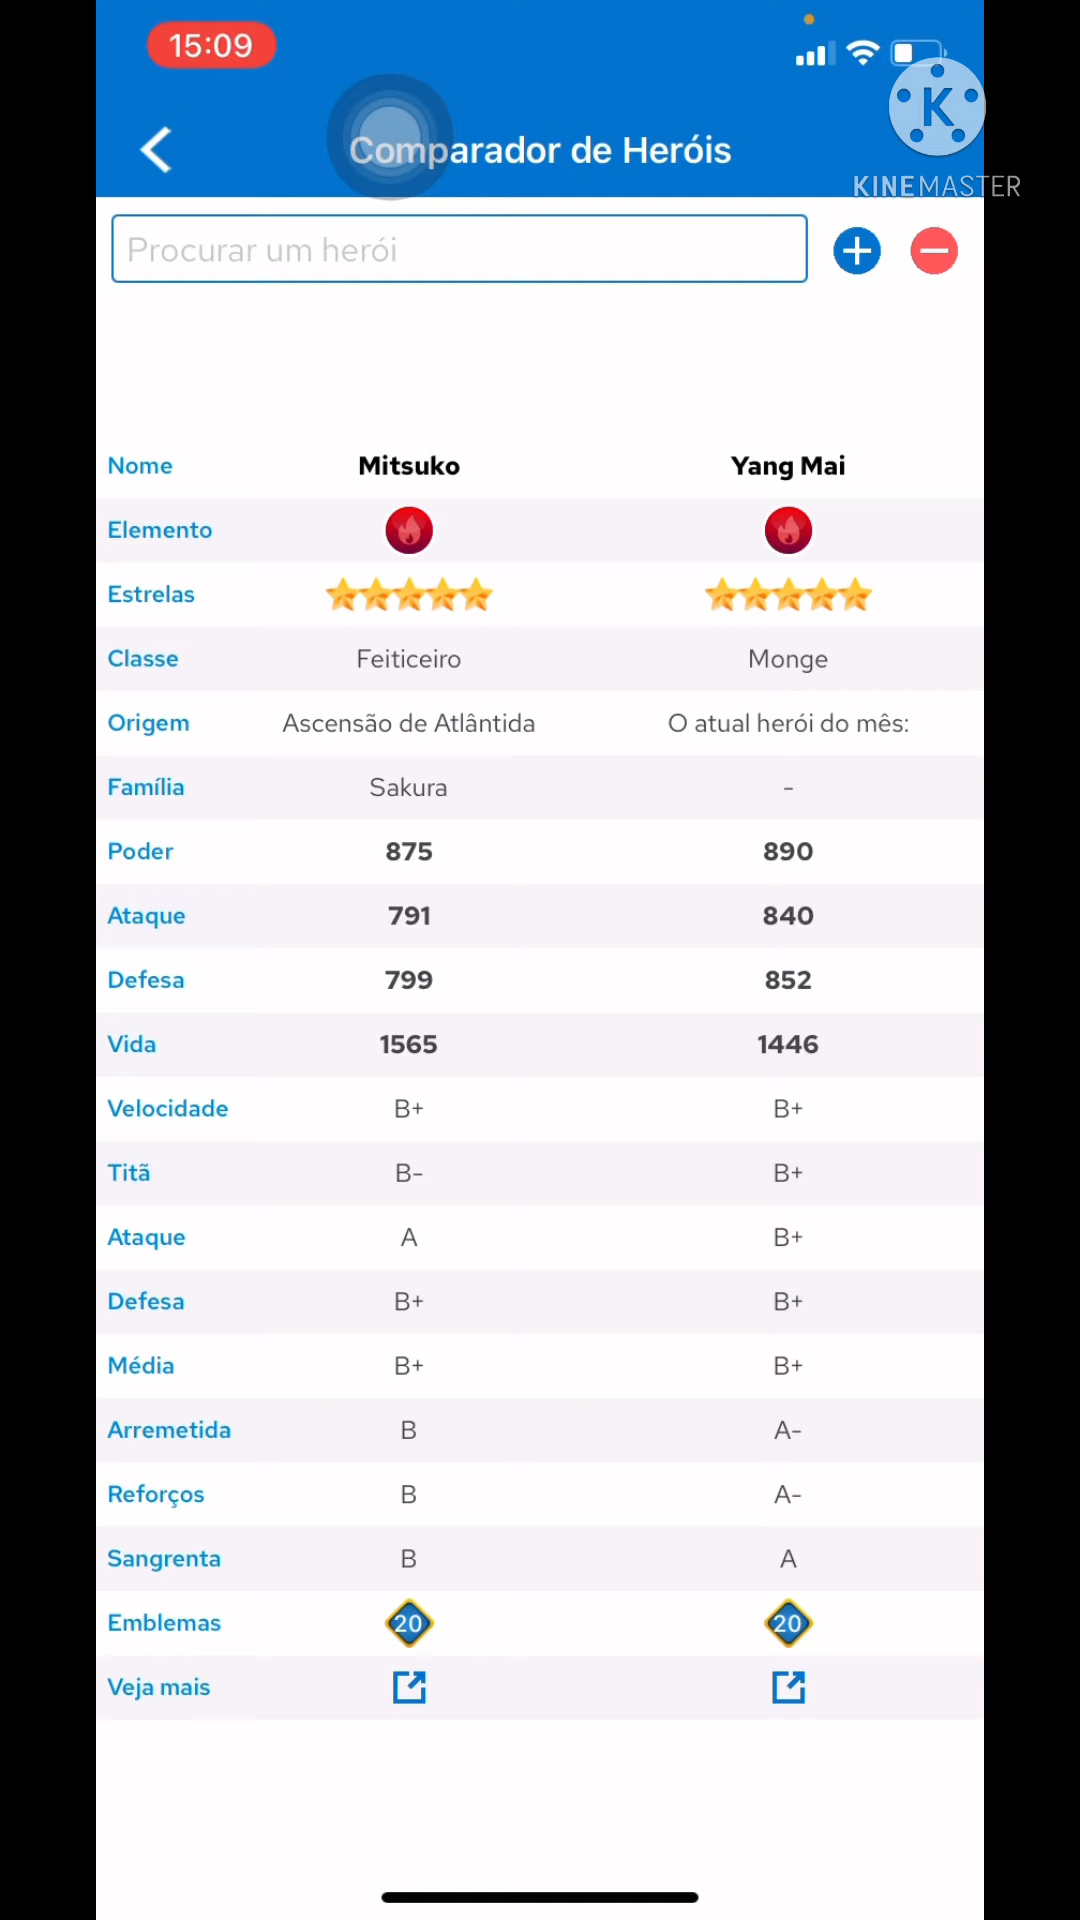 15:09
Comparador de Heróis
K
KINEMASTER
Procurar um herói
Nome Mitsuko Yang Mai
Elemento
Estrelas
Classe Feiticeiro Monge
Origem Ascensão de Atlântida O atual herói do mês:
Família Sakura -
Poder 875 890
Ataque 791 840
Defesa 799 852
Vida 1565 1446
Velocidade B+ B+
Titã B- B+
Ataque A B+
Defesa B+ B+
Média B+ B+
Arremetida B A-
Reforços B A-
Sangrenta B A
Emblemas 20 20
Veja mais